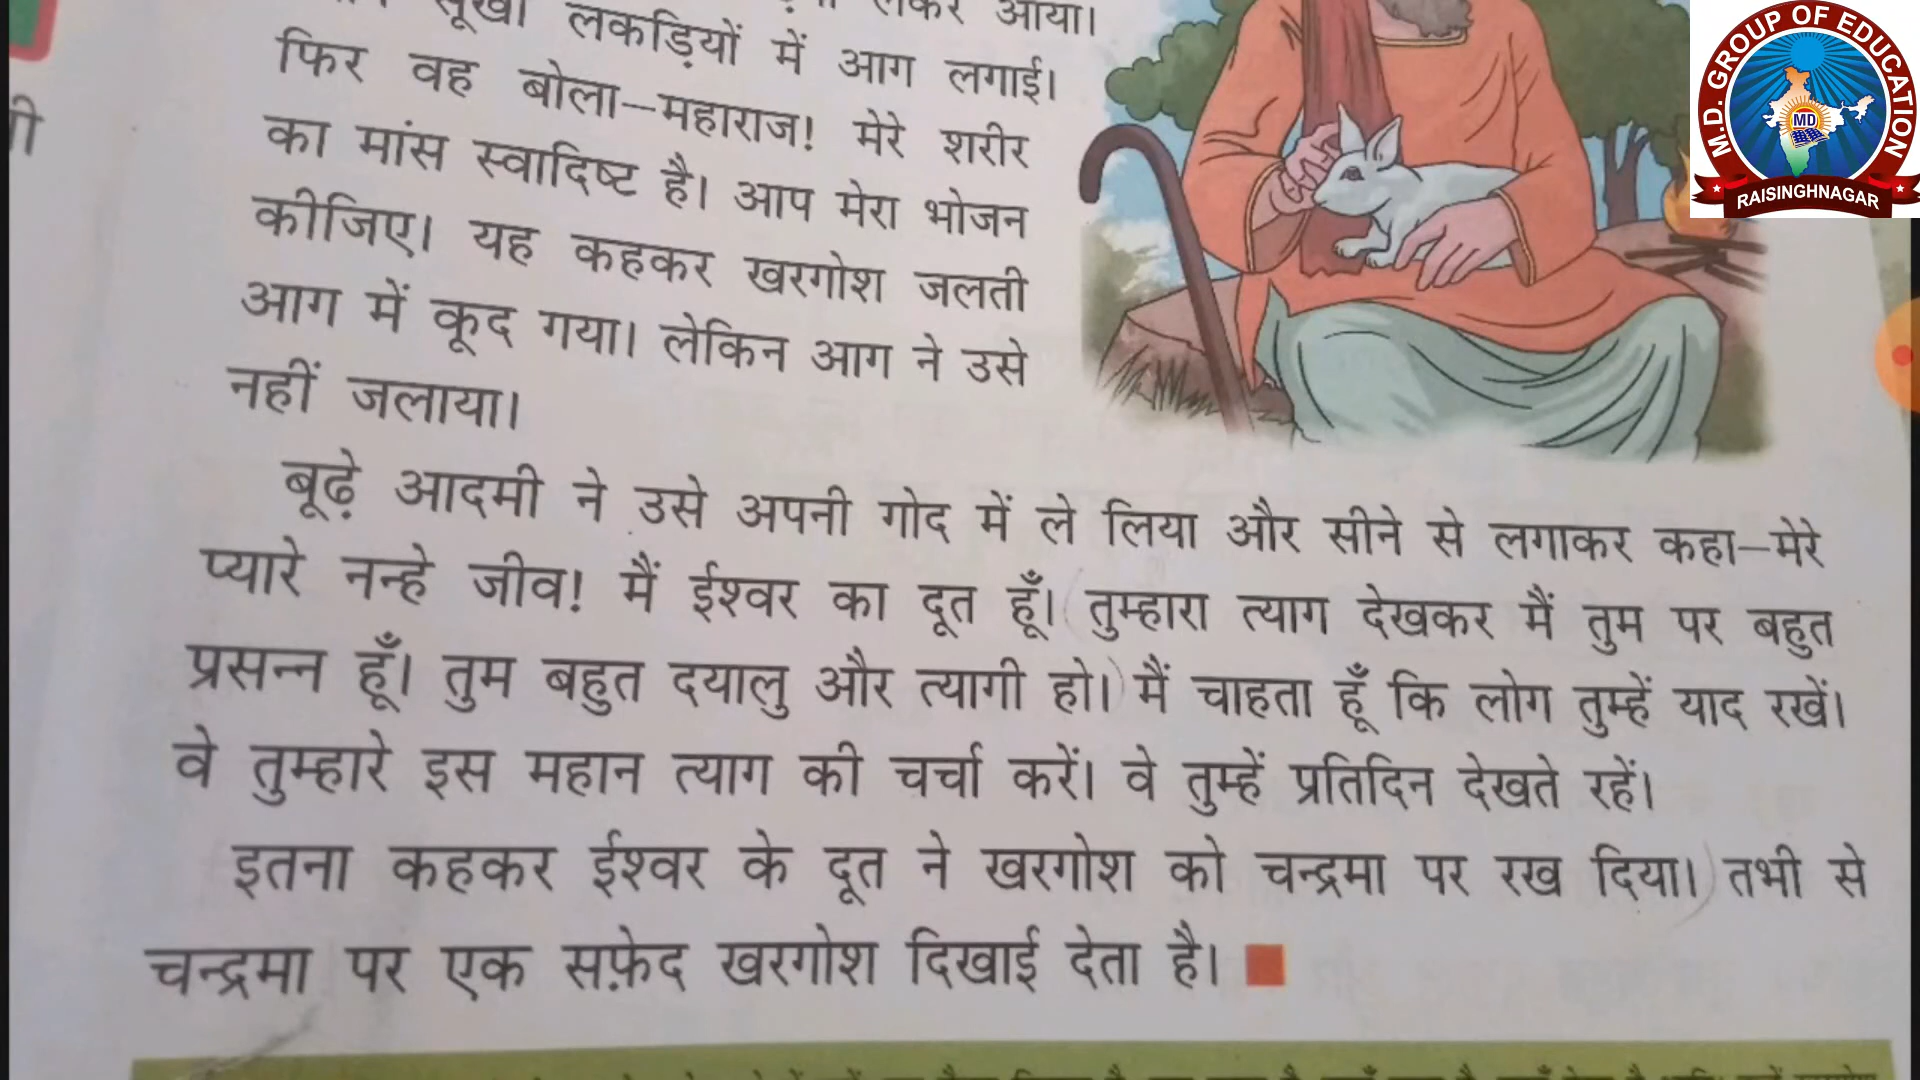 लेकर आया।
सूखी लकड़ियों में आग लगाई।
फिर वह बोला—महाराज! मेरे शरीर
का मांस स्वादिष्ट है। आप मेरा भोजन
कीजिए। यह कहकर खरगोश जलती
आग में कूद गया। लेकिन आग ने उसे
नहीं जलाया।
बूढ़े आदमी ने उसे अपनी गोद में ले लिया और सीने से लगाकर कहा—मेरे
प्यारे नन्हे जीव! मैं ईश्वर का दूत हूँ। तुम्हारा त्याग देखकर मैं तुम पर बहुत
प्रसन्न हूँ। तुम बहुत दयालु और त्यागी हो। मैं चाहता हूँ कि लोग तुम्हें याद रखें।
वे तुम्हारे इस महान त्याग की चर्चा करें। वे तुम्हें प्रतिदिन देखते रहें।
इतना कहकर ईश्वर के दूत ने खरगोश को चन्द्रमा पर रख दिया। तभी से
चन्द्रमा पर एक सफ़ेद खरगोश दिखाई देता है।
M.D. GROUP OF EDUCATION
MD
RAISINGHNAGAR